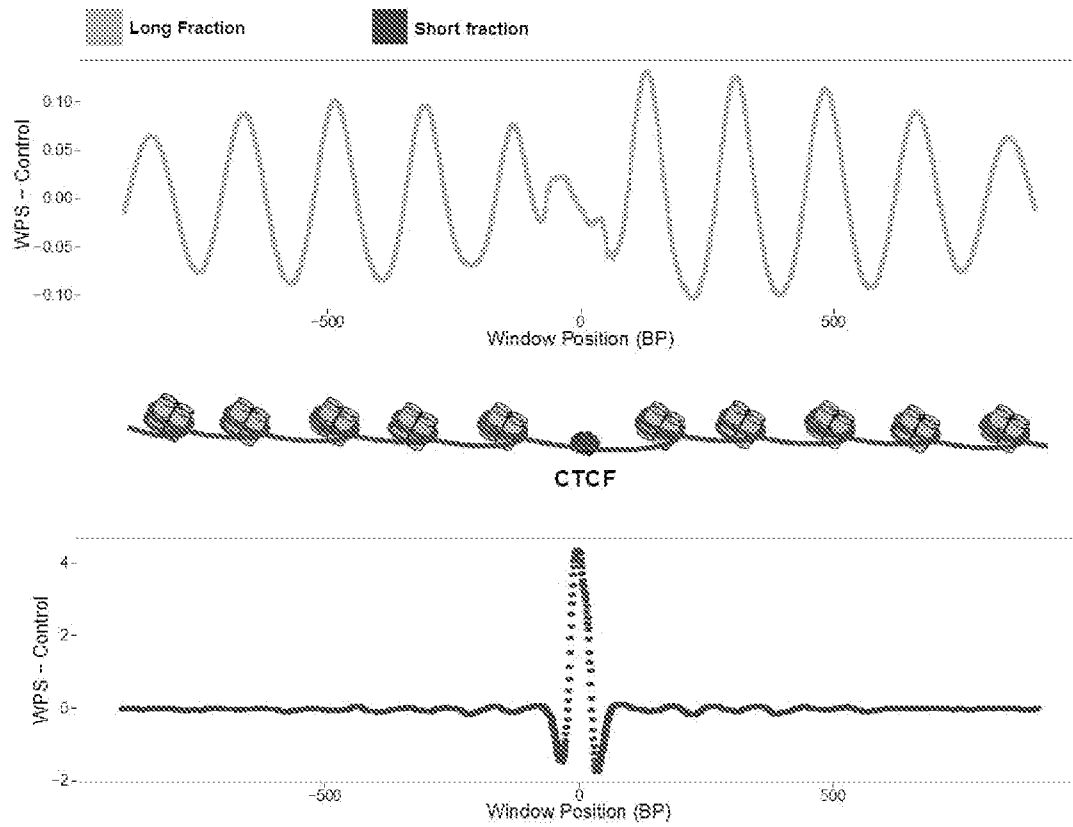 Long Fraction Short fraction
WPS -- Control
0.10-
0.05-
0.00-
-0.05-
-0.10-
-500 0 500
Window Position (BP)
CTCF
WPS -- Control
4-
2-
0-
-2-
-500 0 500
Window Position (BP)